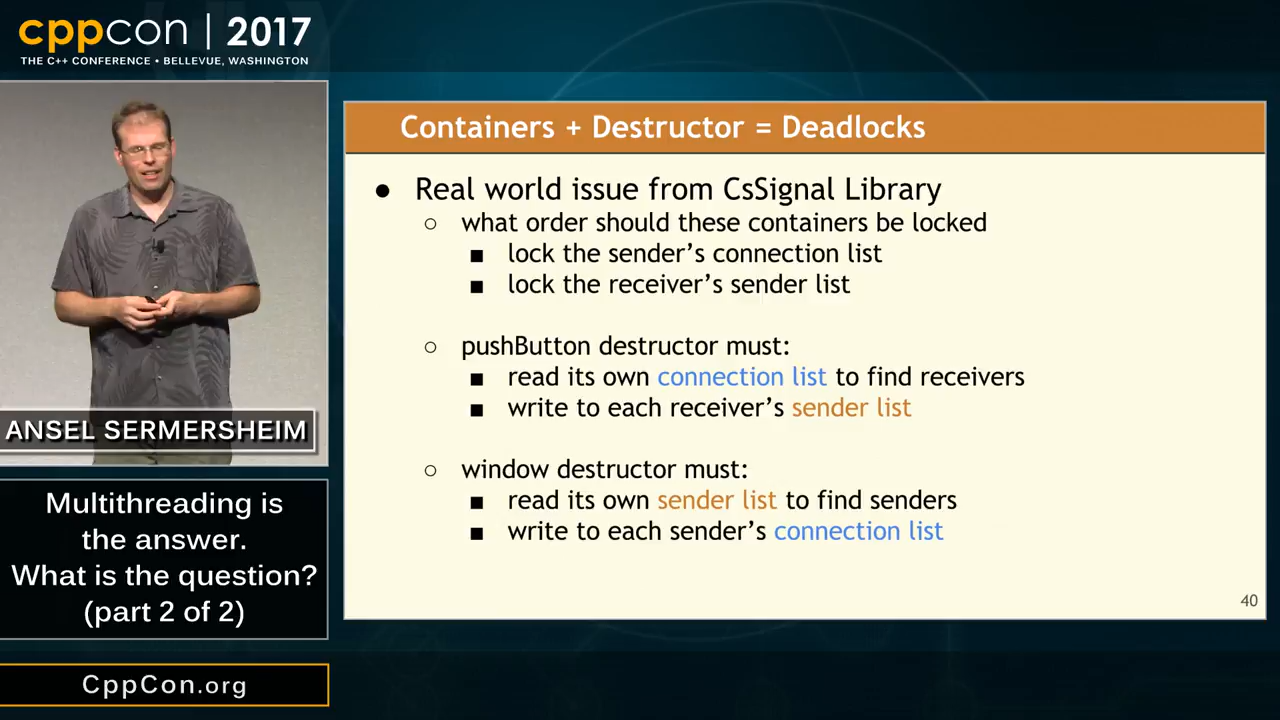 cppcon | 2017
THE C++ CONFERENCE • BELLEVUE, WASHINGTON
ANSEL SERMERSHEIM
Multithreading is
the answer.
What is the question?
(part 2 of 2)
CppCon.org
Containers + Destructor = Deadlocks
● Real world issue from CsSignal Library
○ what order should these containers be locked
■ lock the sender's connection list
■ lock the receiver's sender list
○ pushButton destructor must:
■ read its own connection list to find receivers
■ write to each receiver's sender list
○ window destructor must:
■ read its own sender list to find senders
■ write to each sender's connection list
40